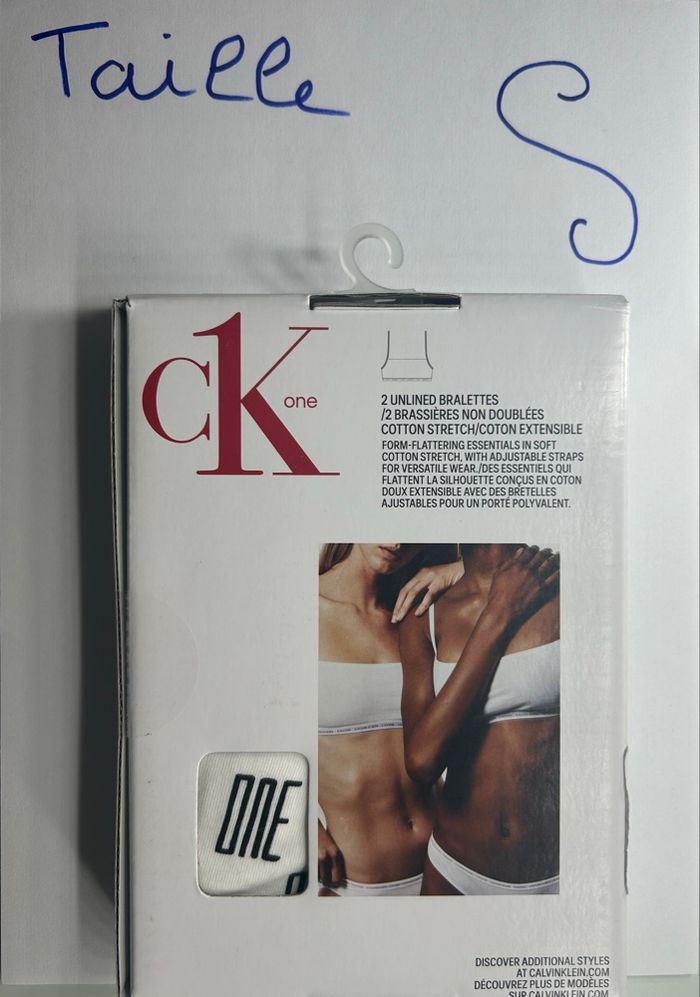 Taille S
CK one
2 UNLINED BRALETTES
/2 BRASSIÈRES NON DOUBLÉES
COTTON STRETCH/COTON EXTENSIBLE
FORM-FLATTERING ESSENTIALS IN SOFT
COTTON STRETCH, WITH ADJUSTABLE STRAPS
FOR VERSATILE WEAR./DES ESSENTIELS QUI
FLATTENT LA SILHOUETTE CONÇUS EN COTON
DOUX EXTENSIBLE AVEC DES BRETELLES
AJUSTABLES POUR UN PORTÉ POLYVALENT.
ONE
DISCOVER ADDITIONAL STYLES
AT CALVINKLEIN.COM
DÉCOUVREZ PLUS DE MODÈLES
SUR CALVINKLEIN.COM